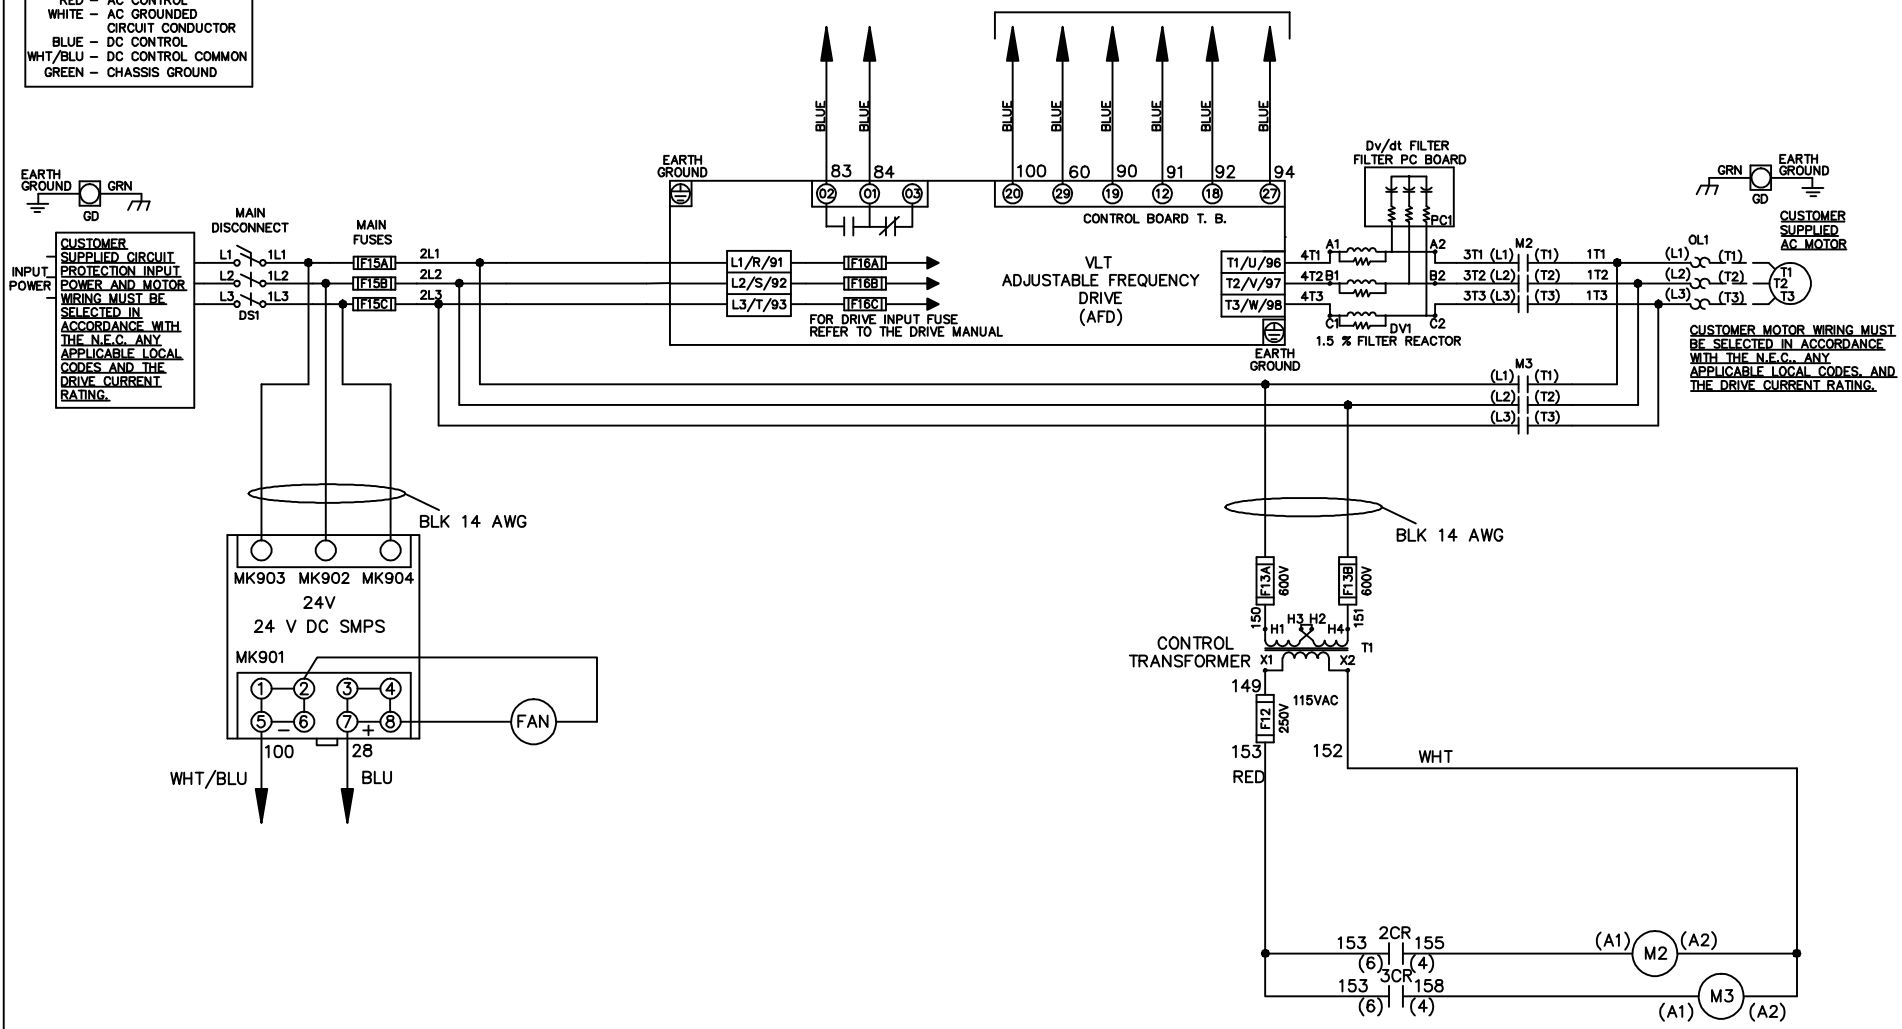 RED – AC CONTROL
WHITE – AC GROUNDED
CIRCUIT CONDUCTOR
BLUE – DC CONTROL
WHT/BLU – DC CONTROL COMMON
GREEN – CHASSIS GROUND
BLUE
BLUE
BLUE
BLUE
BLUE
BLUE
BLUE
BLUE
EARTH
GROUND
GRN
GD
MAIN
DISCONNECT
MAIN
FUSES
INPUT
POWER
CUSTOMER
SUPPLIED CIRCUIT
PROTECTION INPUT
POWER AND MOTOR
WIRING MUST BE
SELECTED IN
ACCORDANCE WITH
THE N.E.C. ANY
APPLICABLE LOCAL
CODES AND THE
DRIVE CURRENT
RATING.
L1 1L1 F15A 2L1
L2 1L2 F15B 2L2
L3 1L3 F15C 2L3
DS1
EARTH
GROUND
83 84
02 01 03
100 60 90 91 92 94
20 29 19 12 18 27
CONTROL BOARD T. B.
L1/R/91 F16A
L2/S/92 F16B
L3/T/93 F16C
FOR DRIVE INPUT FUSE
REFER TO THE DRIVE MANUAL
VLT
ADJUSTABLE FREQUENCY
DRIVE
(AFD)
T1/U/96 4T1
T2/V/97 4T2
T3/W/98 4T3
EARTH
GROUND
Dv/dt FILTER
FILTER PC BOARD
PC1
A1 A2
B1 B2
C1 C2
DV1
1.5 % FILTER REACTOR
M2
3T1 (L1) (T1) 1T1
3T2 (L2) (T2) 1T2
3T3 (L3) (T3) 1T3
OL1
(L1) (T1)
(L2) (T2)
(L3) (T3)
T1
T2
T3
GRN
GD
EARTH
GROUND
CUSTOMER
SUPPLIED
AC MOTOR
CUSTOMER MOTOR WIRING MUST
BE SELECTED IN ACCORDANCE
WITH THE N.E.C., ANY
APPLICABLE LOCAL CODES, AND
THE DRIVE CURRENT RATING.
M3
(L1) (T1)
(L2) (T2)
(L3) (T3)
BLK 14 AWG
MK903 MK902 MK904
24V
24 V DC SMPS
MK901
1 2 3 4
5 – 6 7 + 8
FAN
100 28
WHT/BLU BLU
BLK 14 AWG
F13A 600V
F13B 600V
150 151
H1 H3 H2 H4
T1
CONTROL
TRANSFORMER
X1 X2
149
115VAC
F12 250V
153 152
RED
WHT
2CR
153 155
(6) (4)
(A1) M2 (A2)
3CR
153 158
(6) (4)
(A1) M3 (A2)